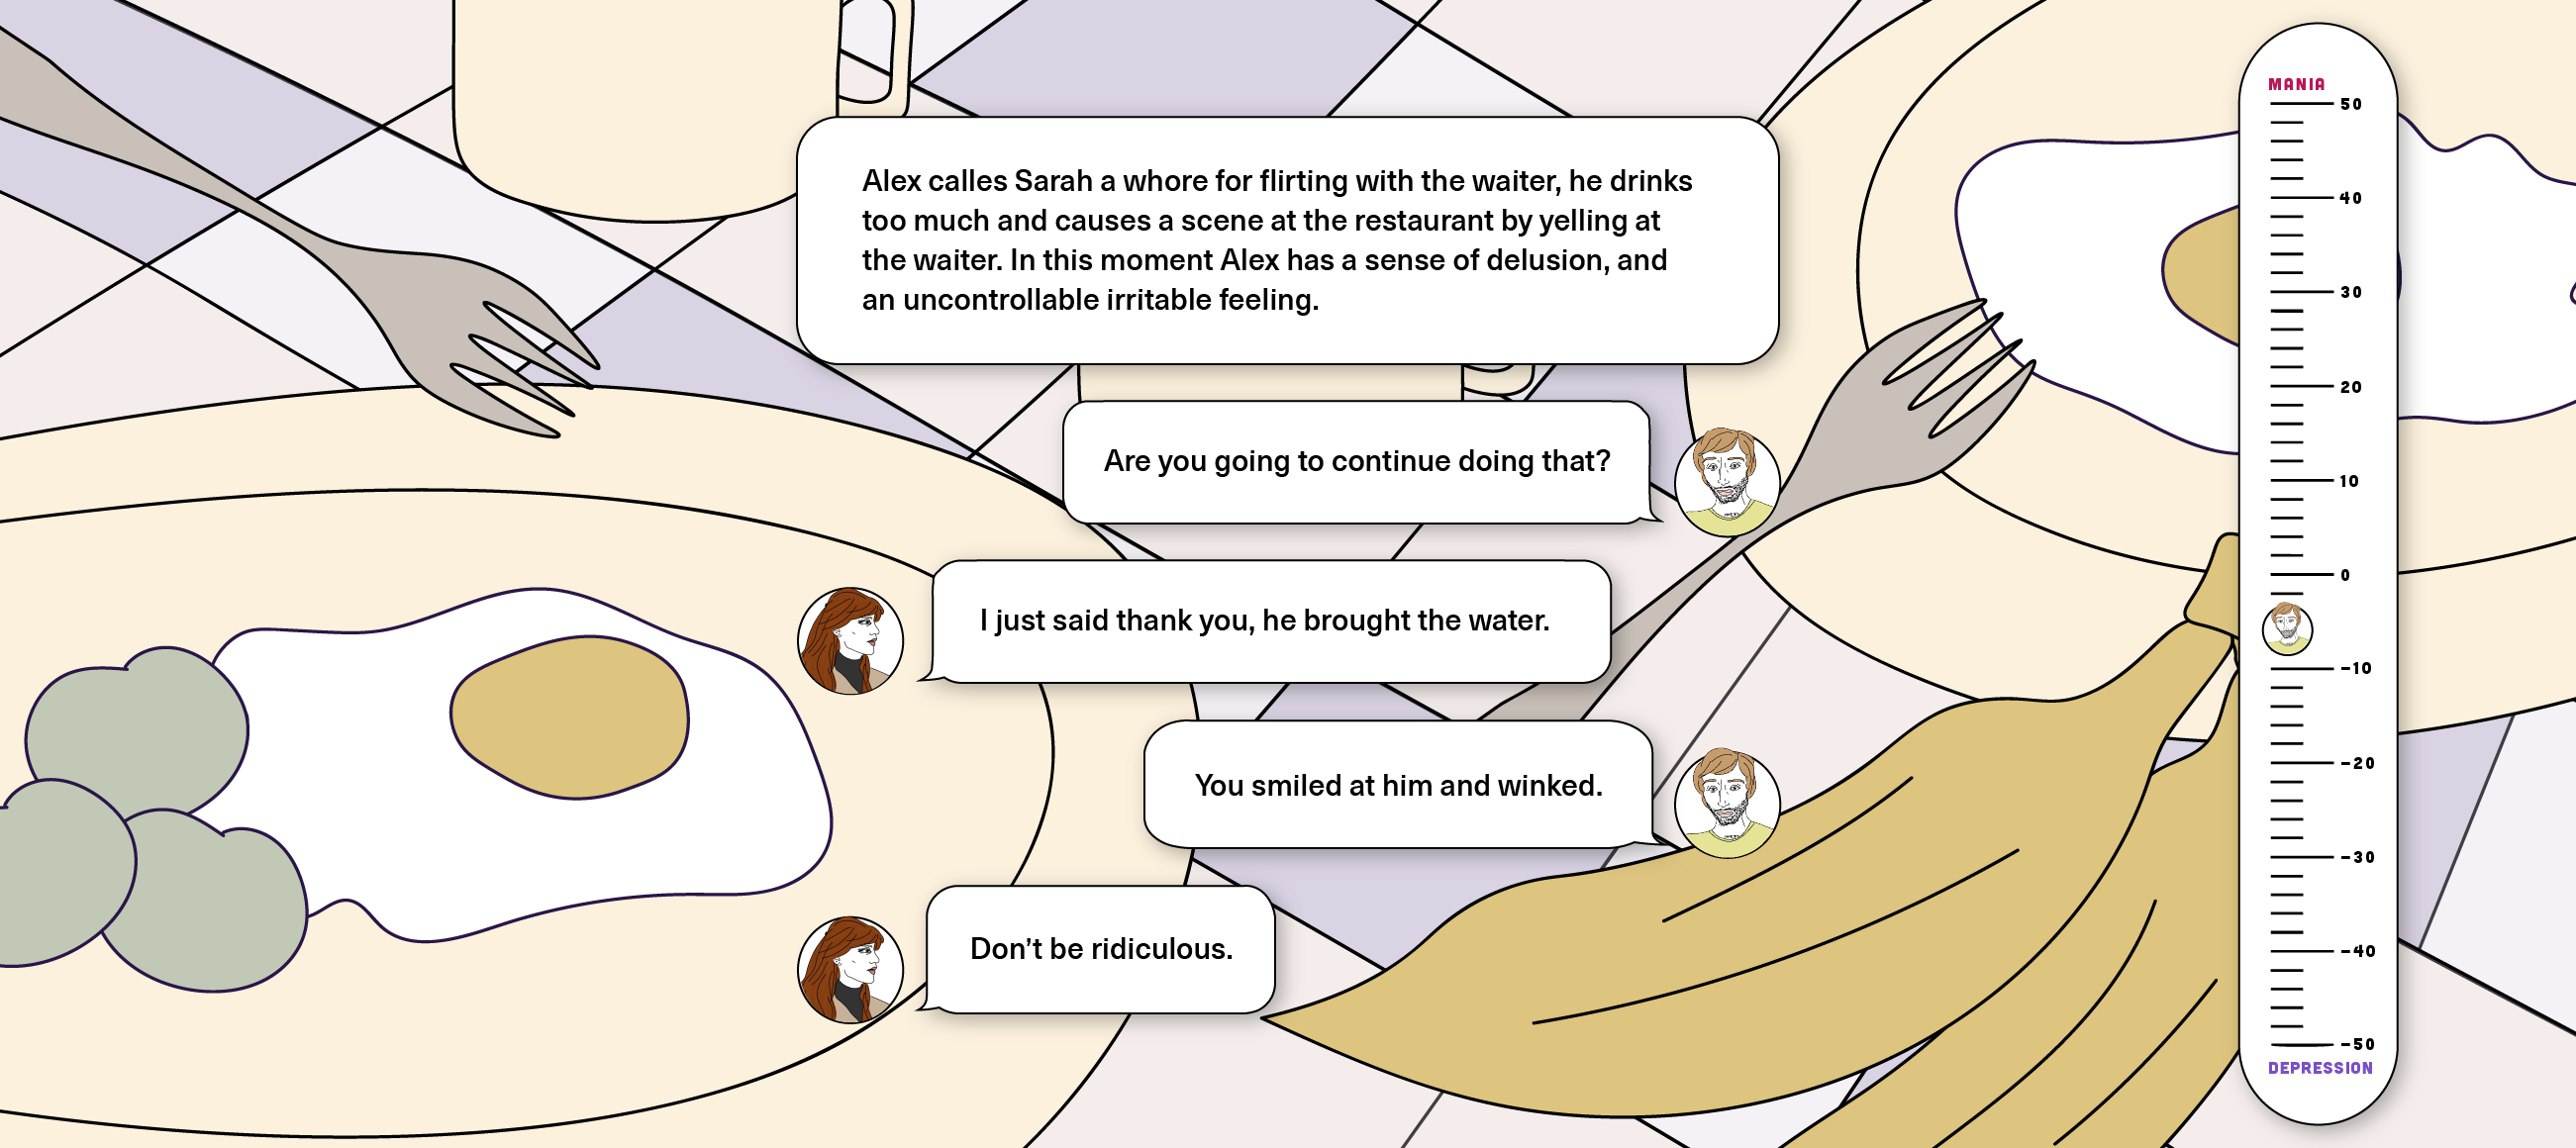 Alex calles Sarah a whore for flirting with the waiter, he drinks
too much and causes a scene at the restaurant by yelling at
the waiter. In this moment Alex has a sense of delusion, and
an uncontrollable irritable feeling.
Are you going to continue doing that?
I just said thank you, he brought the water.
You smiled at him and winked.
Don't be ridiculous.
MANIA
50
40
30
20
10
0
-10
-20
-30
-40
-50
DEPRESSION